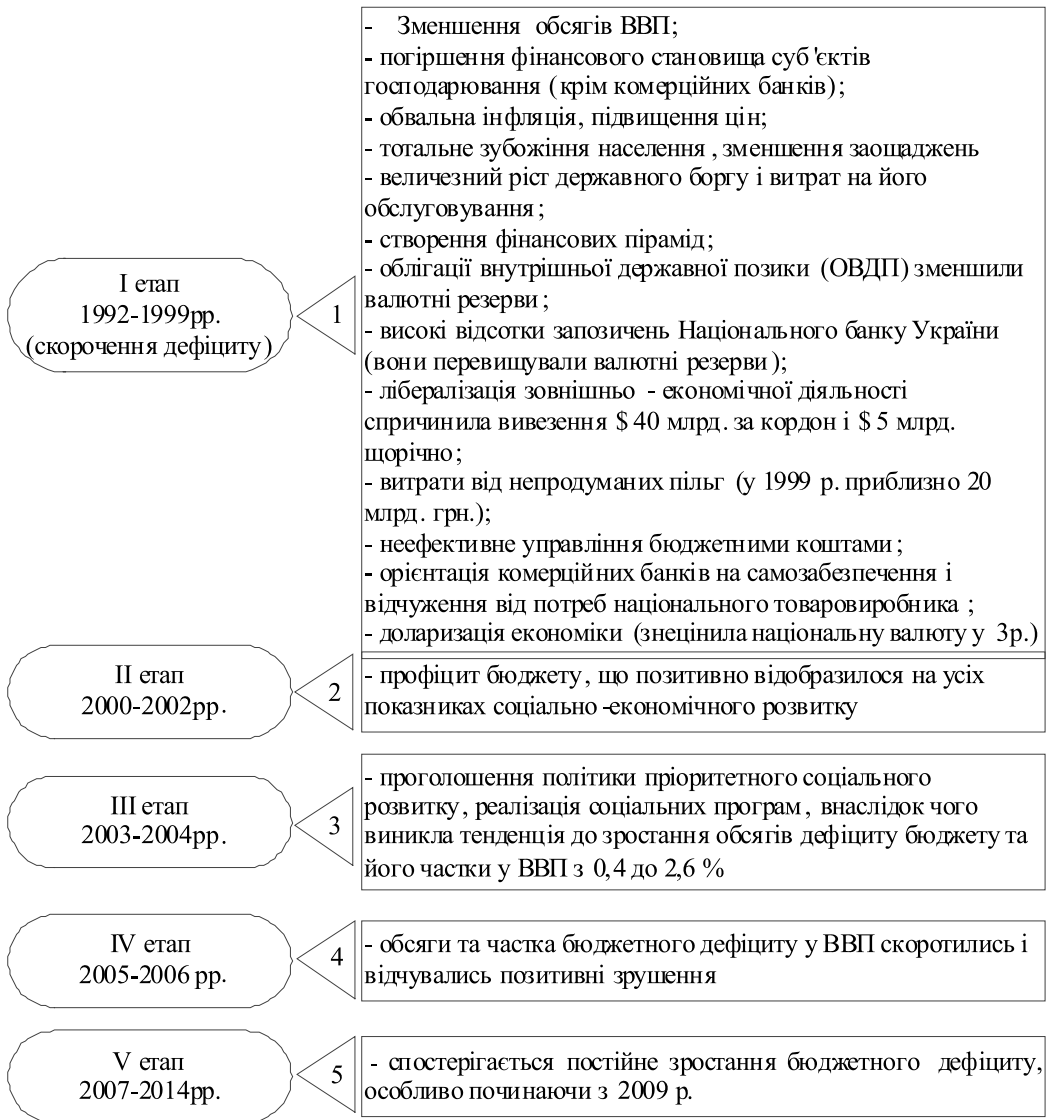 - Зменшення обсягів ВВП;
- погіршення фінансового становища суб'єктів
господарювання (крім комерційних банків);
- обвальна інфляція, підвищення цін;
- тотальне зубожіння населення, зменшення заощаджень
- величезний ріст державного боргу і витрат на його
обслуговування;
- створення фінансових пірамід;
- облігації внутрішньої державної позики (ОВДП) зменшили
валютні резерви;
- високі відсотки запозичень Національного банку України
(вони перевищували валютні резерви);
- лібералізація зовнішньо - економічної діяльності
спричинила вивезення $ 40 млрд. за кордон і $ 5 млрд.
щорічно;
- витрати від непродуманих пільг (у 1999 р. приблизно 20
млрд. грн.);
- неефективне управління бюджетними коштами;
- орієнтація комерційних банків на самозабезпечення і
відчуження від потреб національного товаровиробника ;
- доларизація економіки (знецінила національну валюту у 3р.)
I етап
1992-1999рр.
(скорочення дефіциту)
1
II етап
2000-2002рр.
2
- профіцит бюджету, що позитивно відобразилося на усіх
показниках соціально -економічного розвитку
III етап
2003-2004рр.
3
- проголошення політики пріоритетного соціального
розвитку, реалізація соціальних програм, внаслідок чого
виникла тенденція до зростання обсягів дефіциту бюджету та
його частки у ВВП з 0,4 до 2,6 %
IV етап
2005-2006 рр.
4
- обсяги та частка бюджетного дефіциту у ВВП скоротились і
відчувались позитивні зрушення
V етап
2007-2014рр.
5
- спостерігається постійне зростання бюджетного дефіциту,
особливо починаючи з 2009 р.